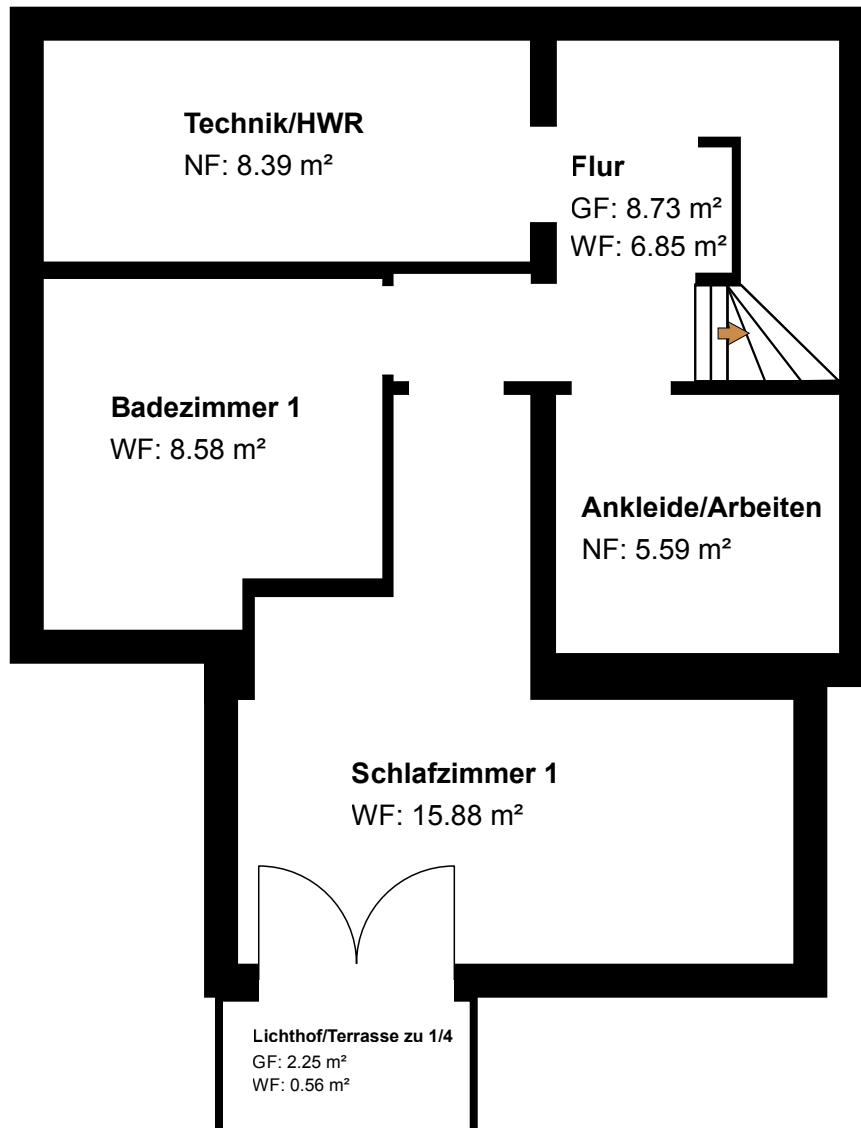 Technik/HWR
NF: 8.39 m²
Flur
GF: 8.73 m²
WF: 6.85 m²
Badezimmer 1
WF: 8.58 m²
Ankleide/Arbeiten
NF: 5.59 m²
Schlafzimmer 1
WF: 15.88 m²
Lichthof/Terrasse zu 1/4
GF: 2.25 m²
WF: 0.56 m²